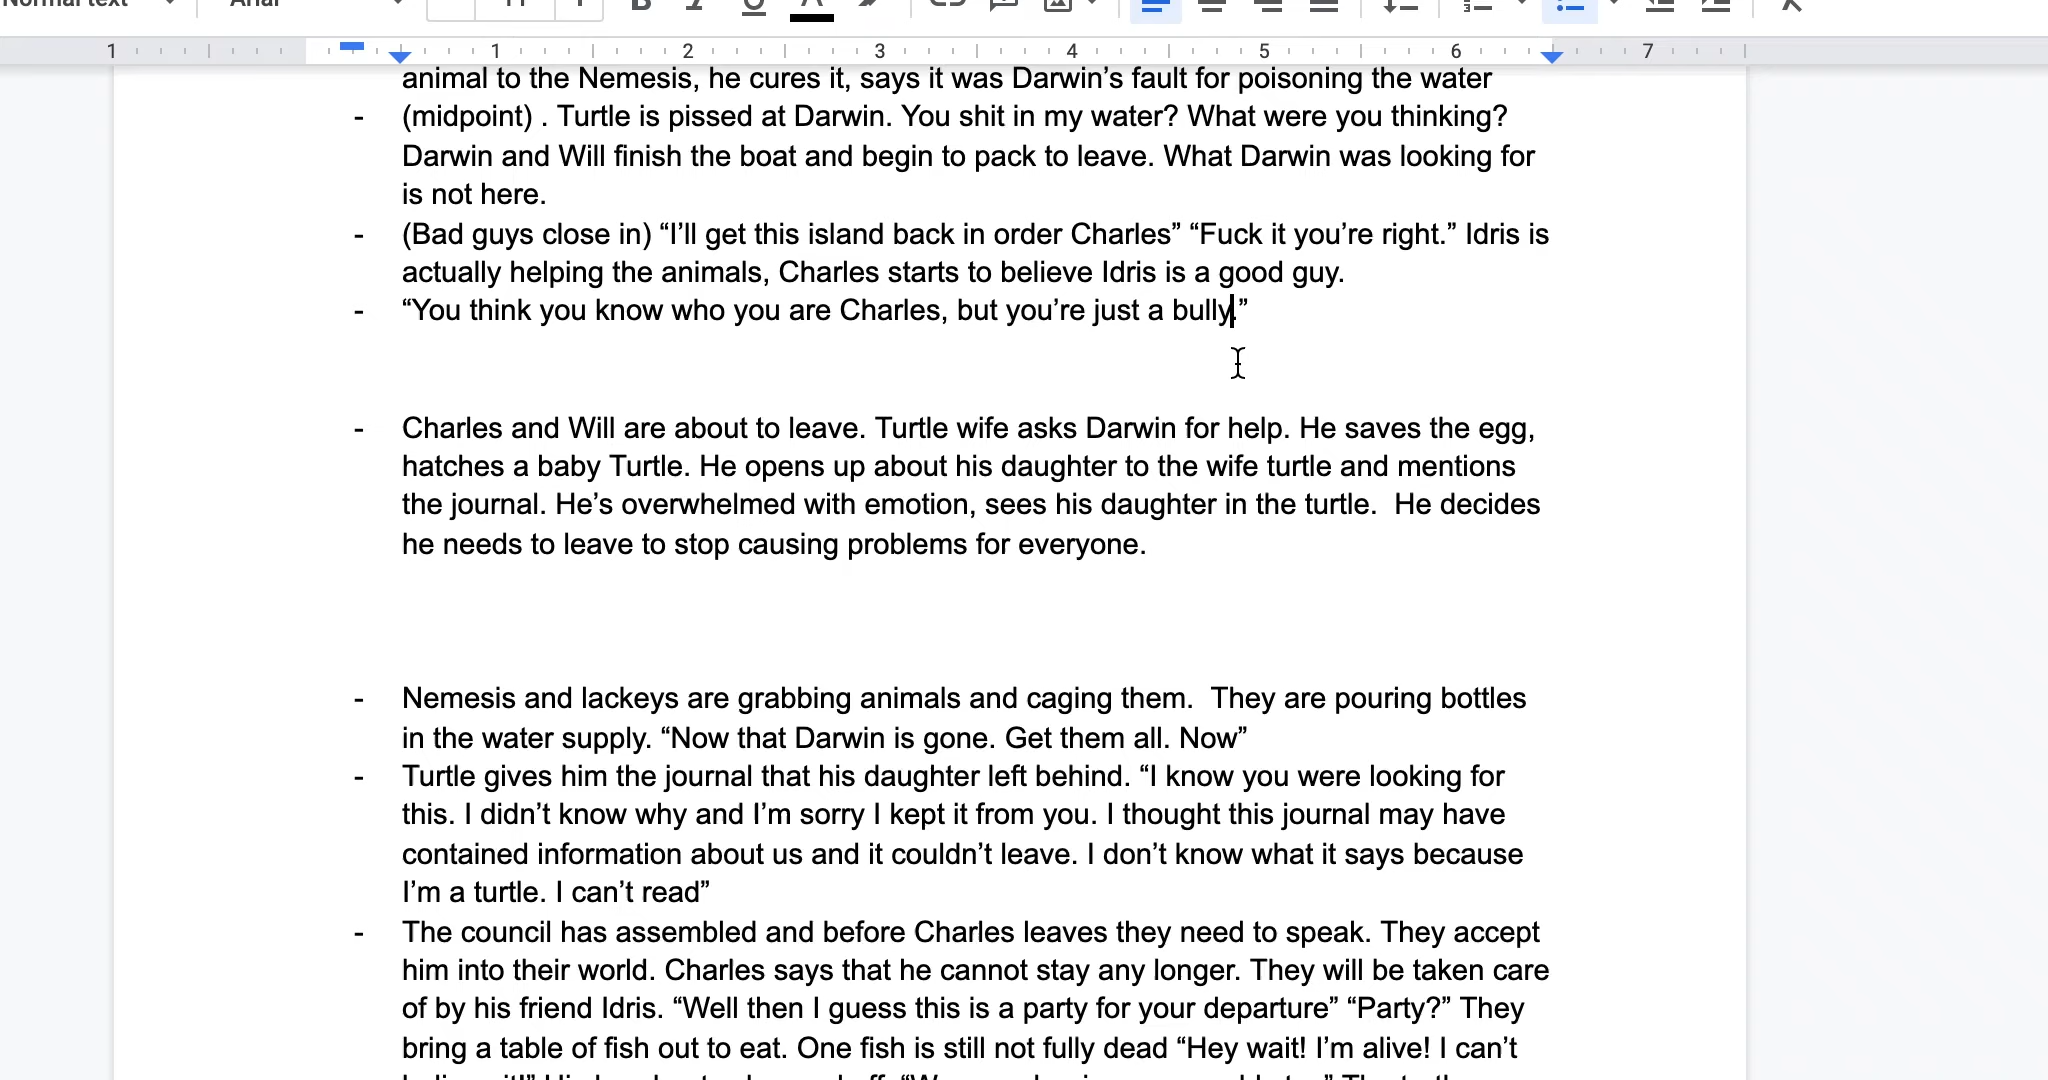 Normal text Arial 11
1 1 2 3 4 5 6 7
animal to the Nemesis, he cures it, says it was Darwin’s fault for poisoning the water
- (midpoint) . Turtle is pissed at Darwin. You shit in my water? What were you thinking?
Darwin and Will finish the boat and begin to pack to leave. What Darwin was looking for
is not here.
- (Bad guys close in) “I’ll get this island back in order Charles” “Fuck it you’re right.” Idris is
actually helping the animals, Charles starts to believe Idris is a good guy.
- “You think you know who you are Charles, but you’re just a bully.”
- Charles and Will are about to leave. Turtle wife asks Darwin for help. He saves the egg,
hatches a baby Turtle. He opens up about his daughter to the wife turtle and mentions
the journal. He’s overwhelmed with emotion, sees his daughter in the turtle.  He decides
he needs to leave to stop causing problems for everyone.
- Nemesis and lackeys are grabbing animals and caging them.  They are pouring bottles
in the water supply. “Now that Darwin is gone. Get them all. Now”
- Turtle gives him the journal that his daughter left behind. “I know you were looking for
this. I didn’t know why and I’m sorry I kept it from you. I thought this journal may have
contained information about us and it couldn’t leave. I don’t know what it says because
I’m a turtle. I can’t read”
- The council has assembled and before Charles leaves they need to speak. They accept
him into their world. Charles says that he cannot stay any longer. They will be taken care
of by his friend Idris. “Well then I guess this is a party for your departure” “Party?” They
bring a table of fish out to eat. One fish is still not fully dead “Hey wait! I’m alive! I can’t